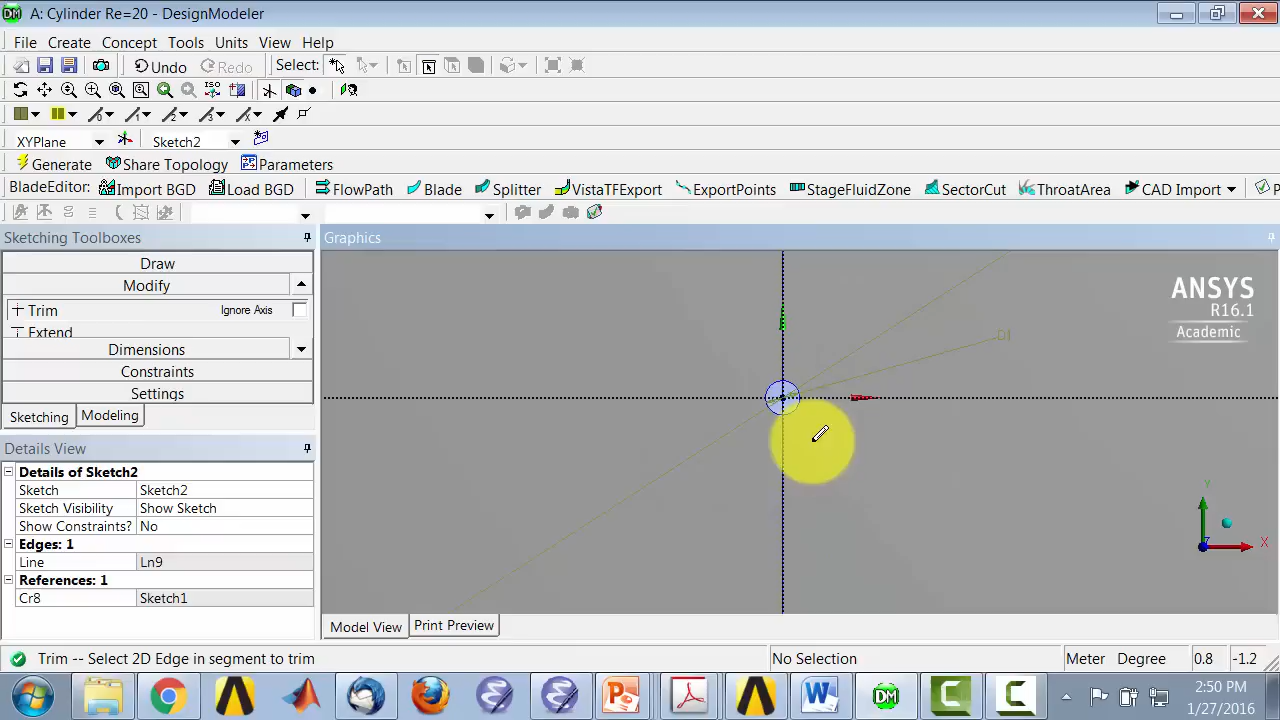 A: Cylinder Re=20 - DesignModeler
File Create Concept Tools Units View Help
Undo Redo Select:
XYPlane Sketch2
Generate Share Topology Parameters
BladeEditor: Import BGD Load BGD FlowPath Blade Splitter VistaTFExport ExportPoints StageFluidZone SectorCut ThroatArea CAD Import
Sketching Toolboxes
Draw
Modify
Trim Ignore Axis
Extend
Dimensions
Constraints
Settings
Sketching Modeling
Details View
Details of Sketch2
Sketch Sketch2
Sketch Visibility Show Sketch
Show Constraints? No
Edges: 1
Line Ln9
References: 1
Cr8 Sketch1
Graphics
ANSYS
R16.1
Academic
D1
Y
X
Z
Model View Print Preview
Trim -- Select 2D Edge in segment to trim No Selection Meter Degree 0.8 -1.2
2:50 PM
1/27/2016